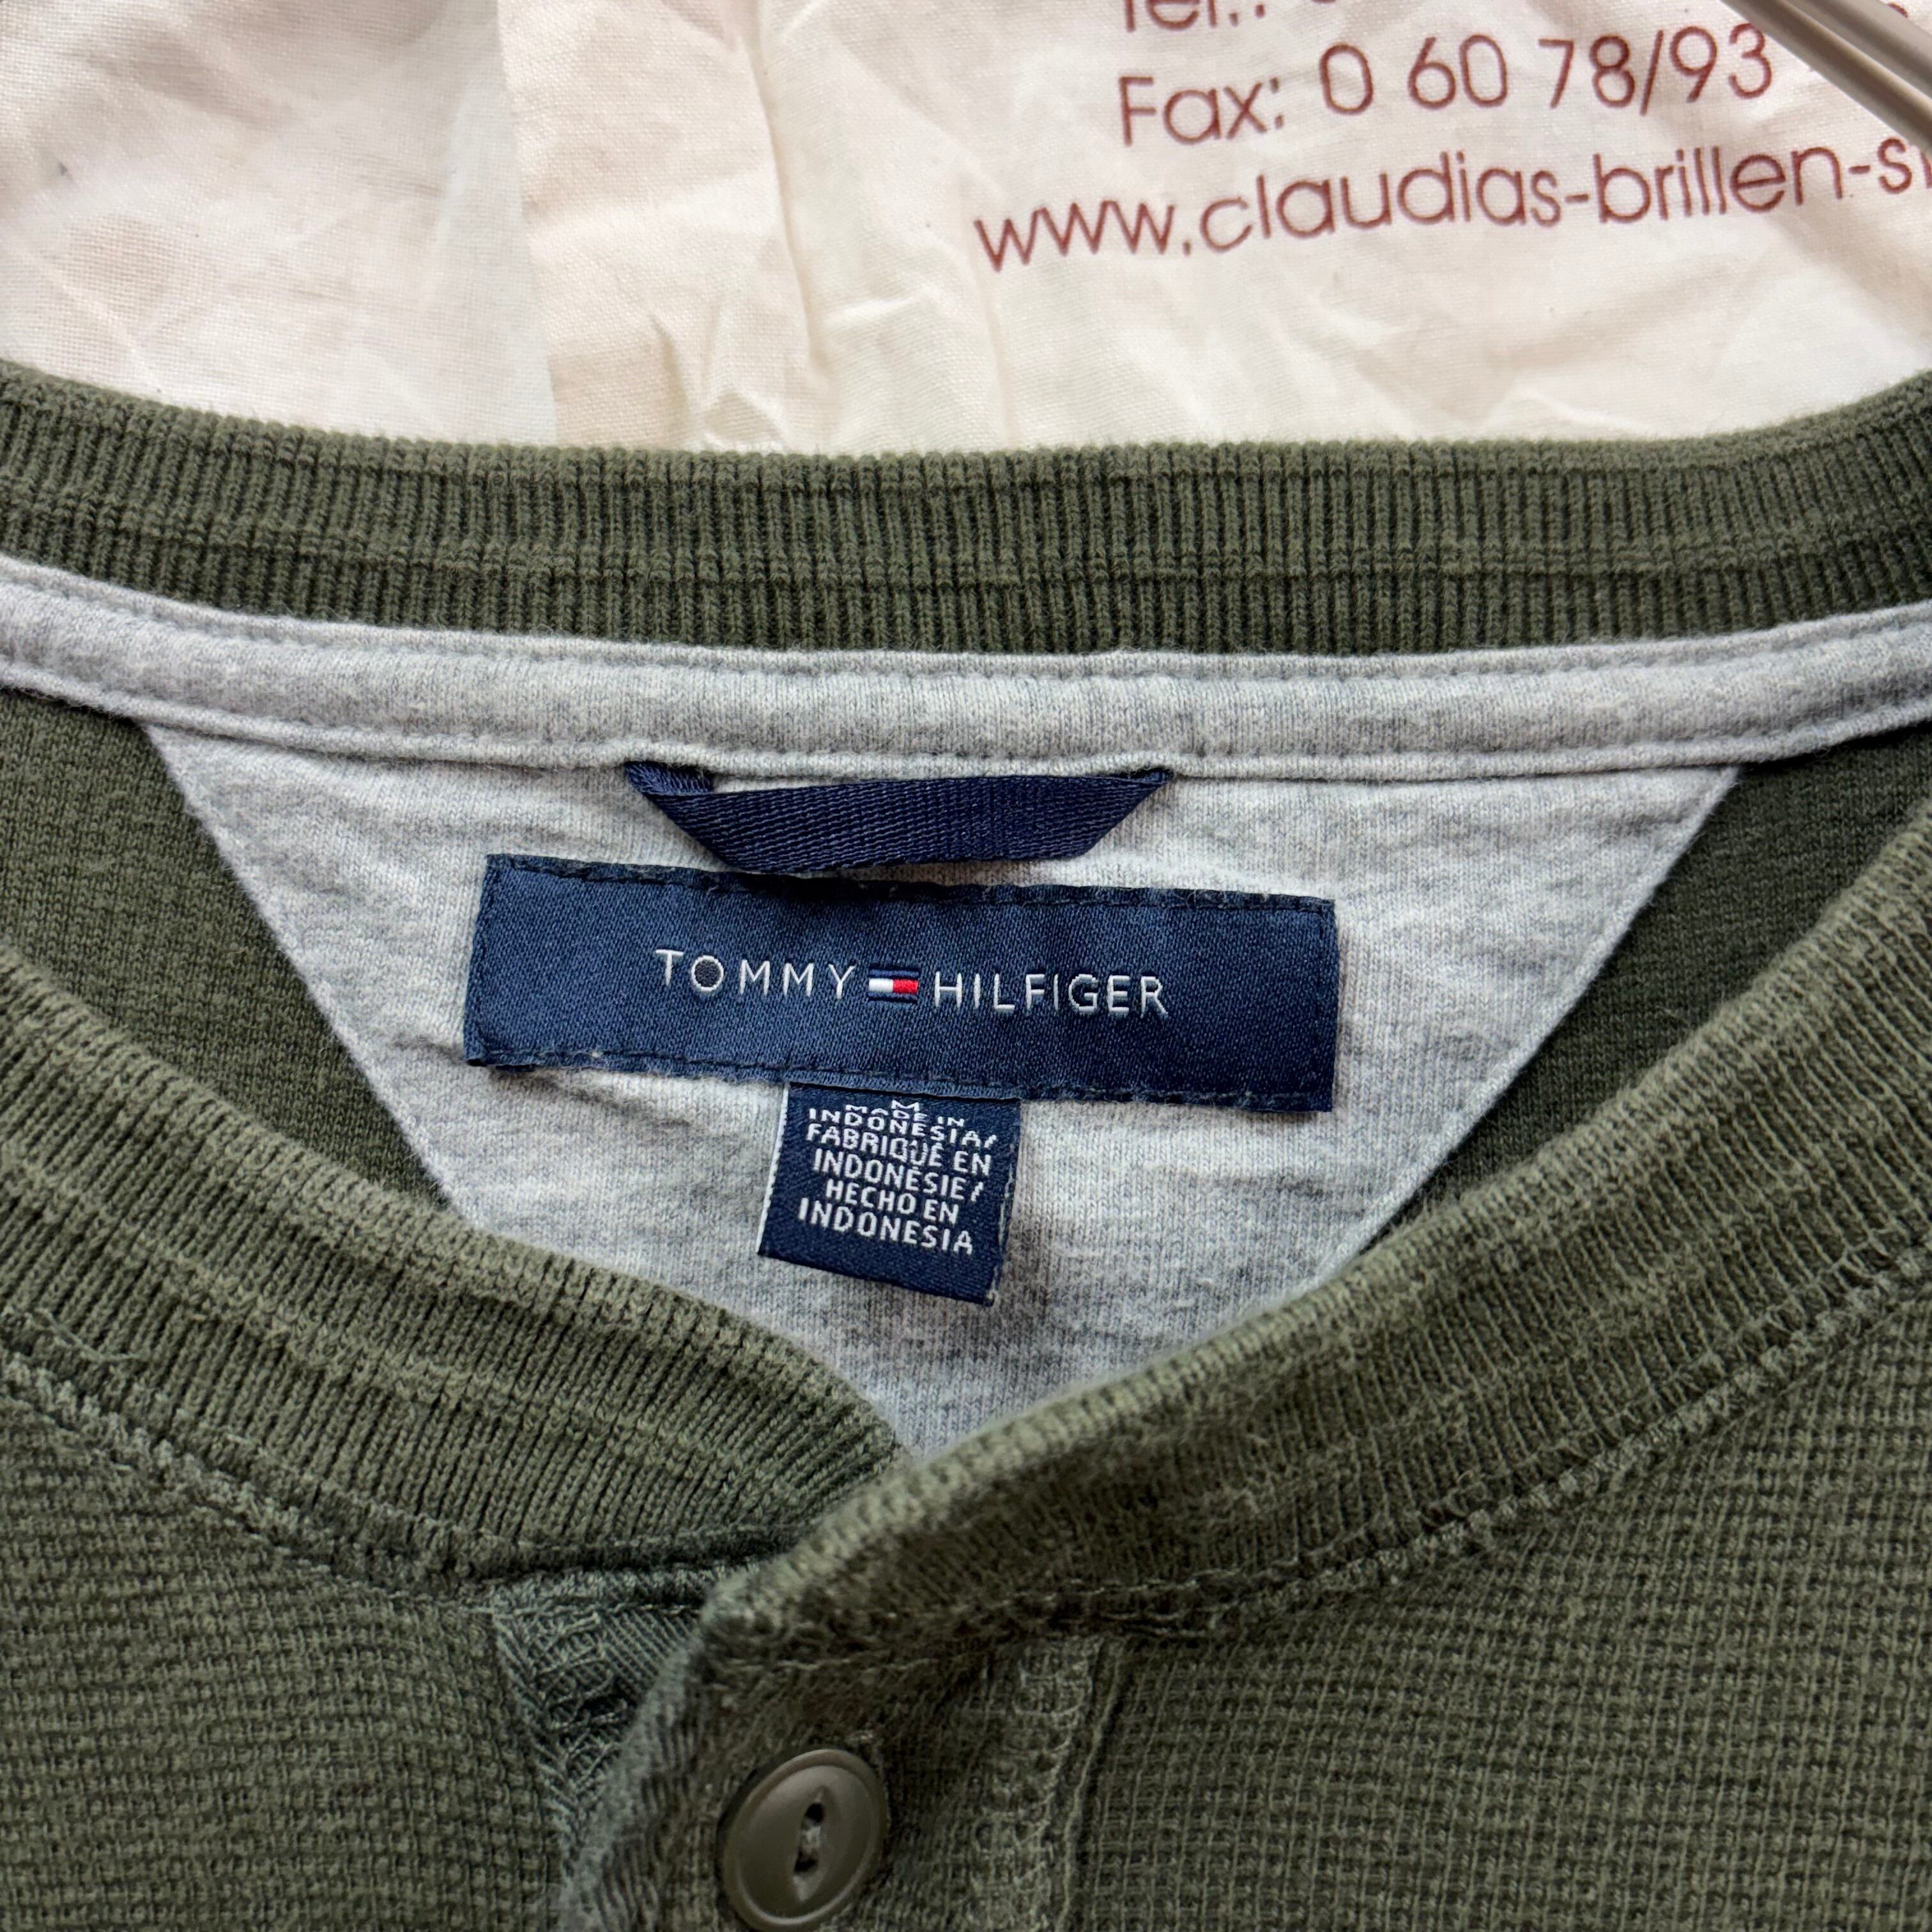 Tel.:
Fax: 0 60 78/93
www.claudias-brillen-
TOMMY HILFIGER
M
MADE IN
INDONESIA/
FABRIQUÉ EN
INDONÉSIE/
HECHO EN
INDONESIA